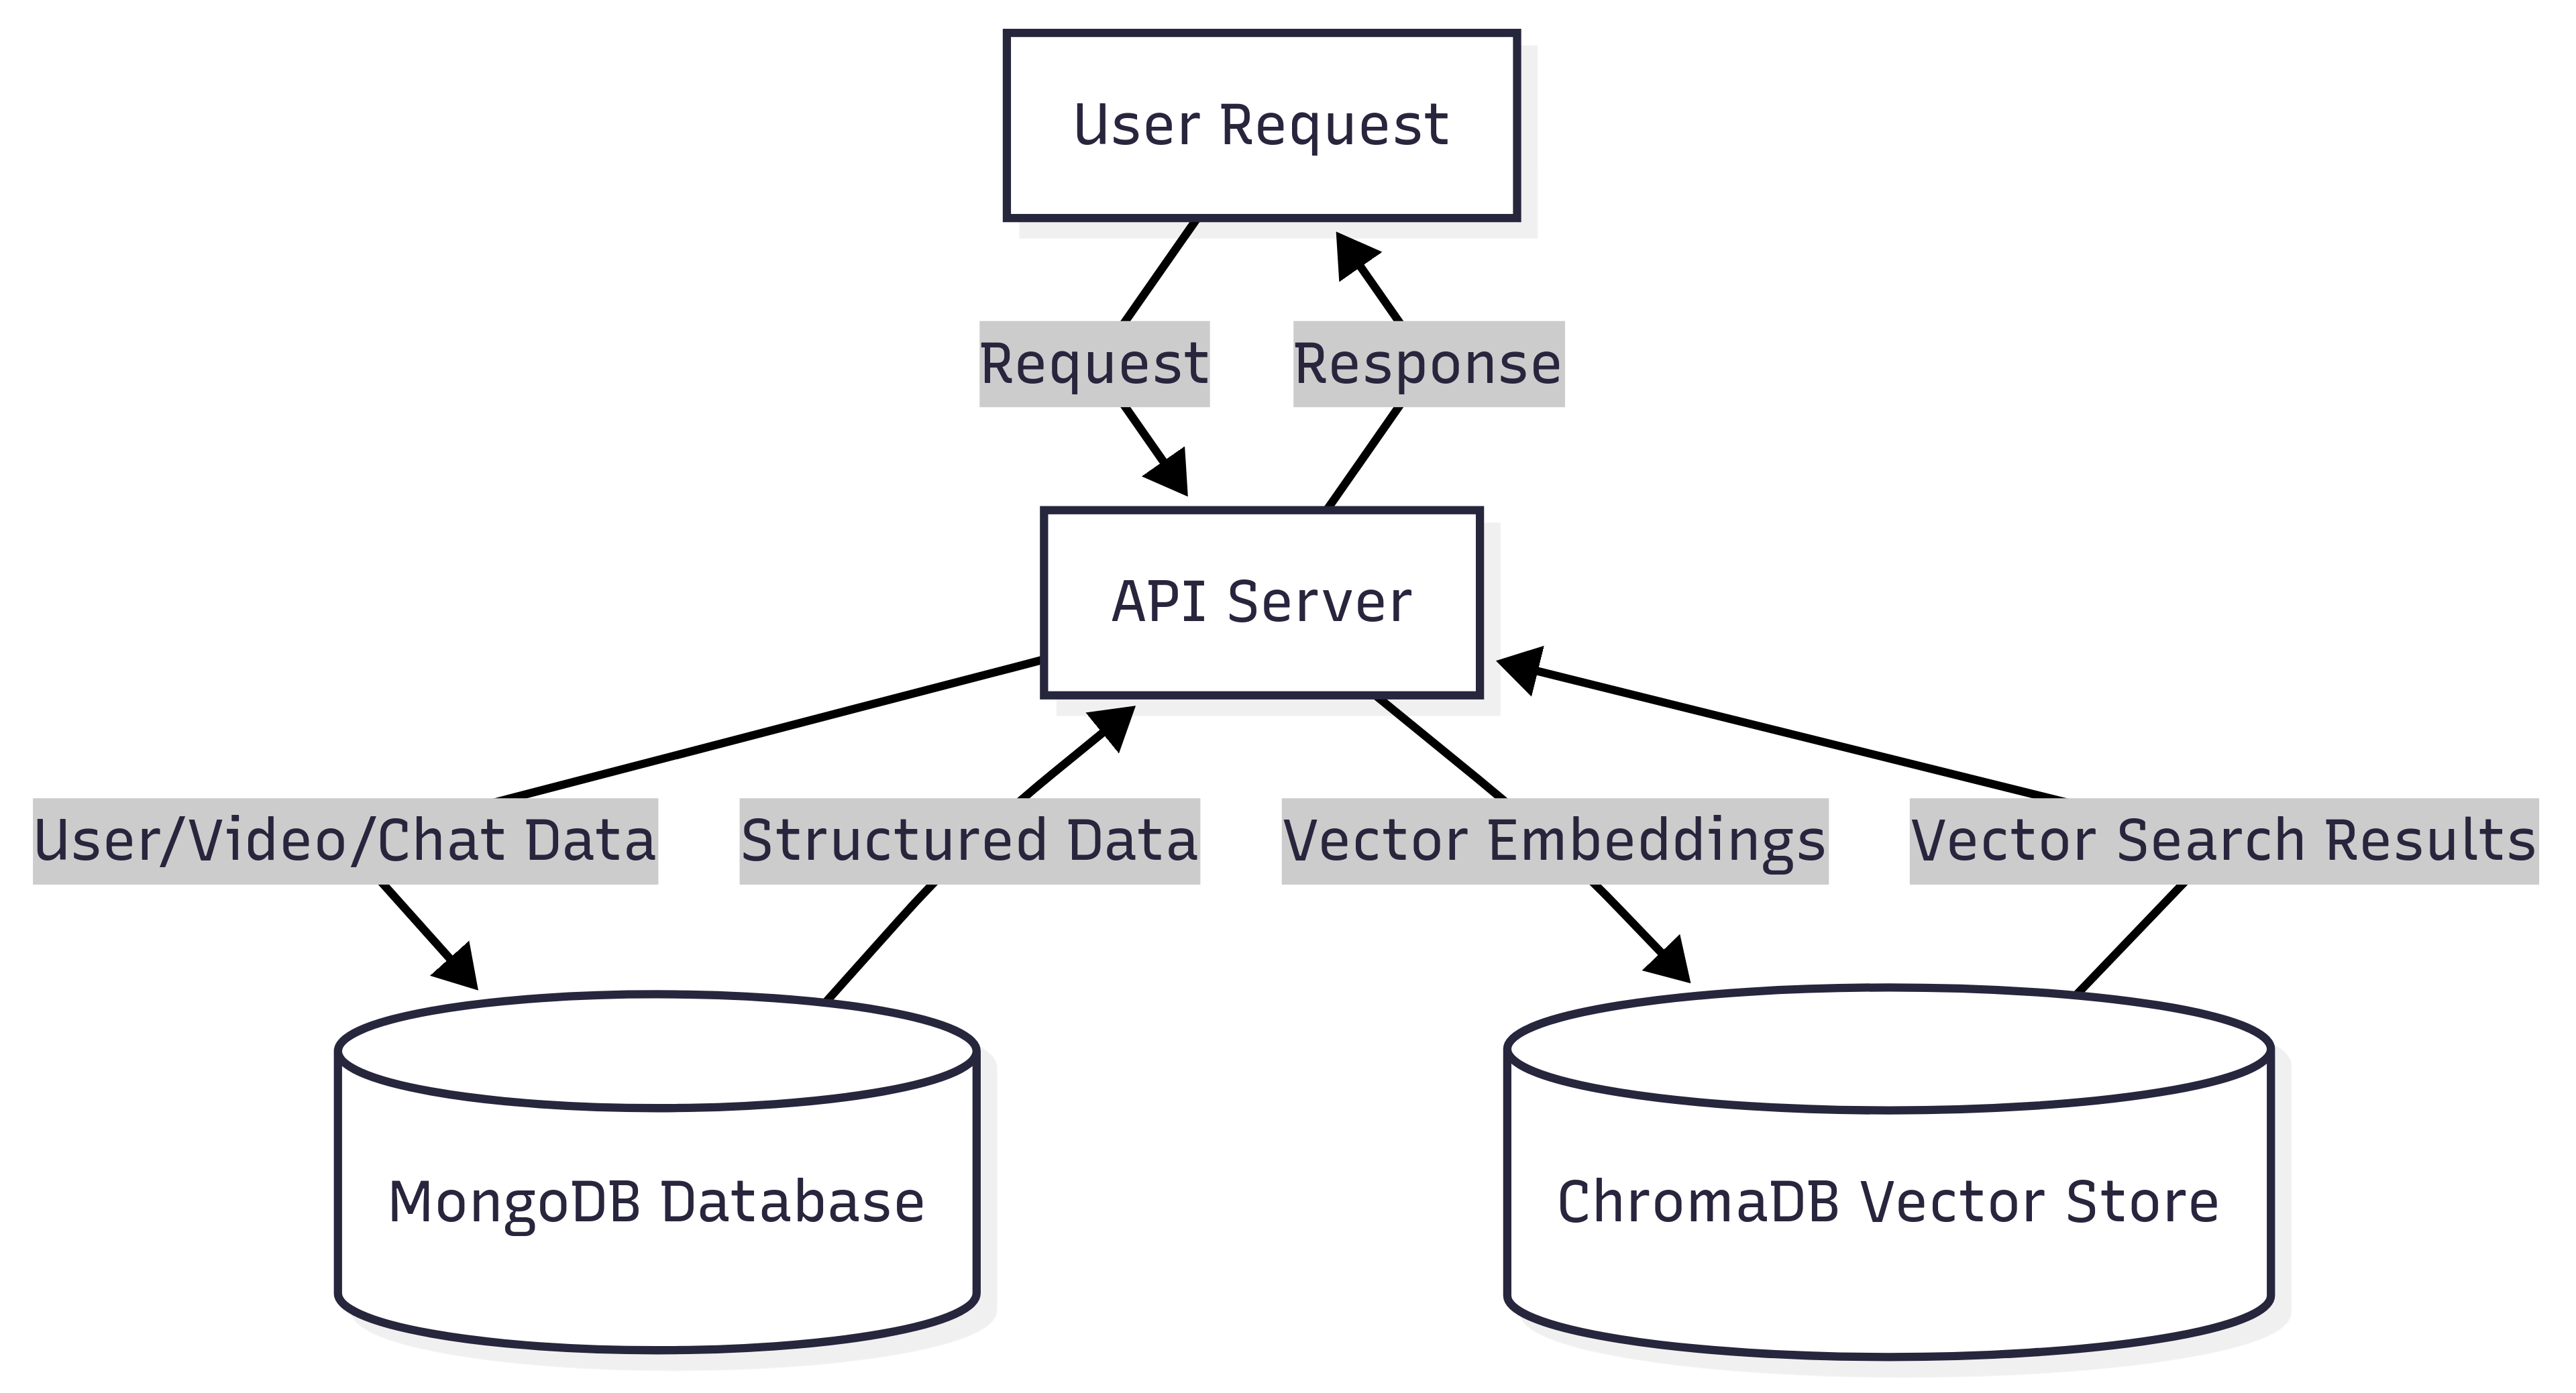 User Request
Request
Response
API Server
User/Video/Chat Data
Structured Data
Vector Embeddings
Vector Search Results
MongoDB Database
ChromaDB Vector Store